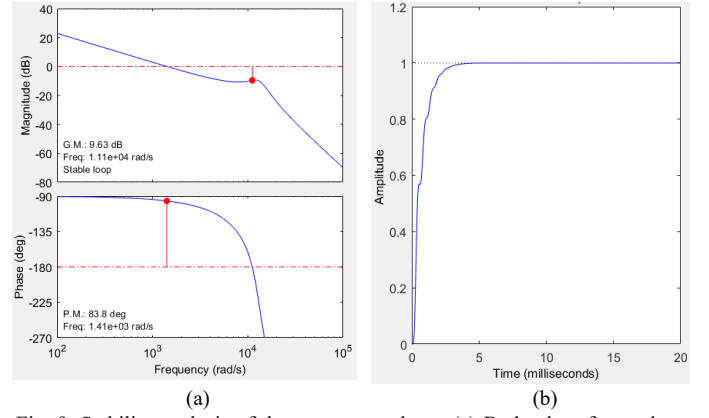 40
20
0
-20
-40
-60
-80
Magnitude (dB)
G.M.: 9.63 dB
Freq: 1.11e+04 rad/s
Stable loop
-90
-135
-180
-225
-270
Phase (deg)
P.M.: 83.8 deg
Freq: 1.41e+03 rad/s
10^2
10^3
10^4
10^5
Frequency (rad/s)
(a)
1.2
1
0.8
0.6
0.4
0.2
0
Amplitude
0
5
10
15
20
Time (milliseconds)
(b)